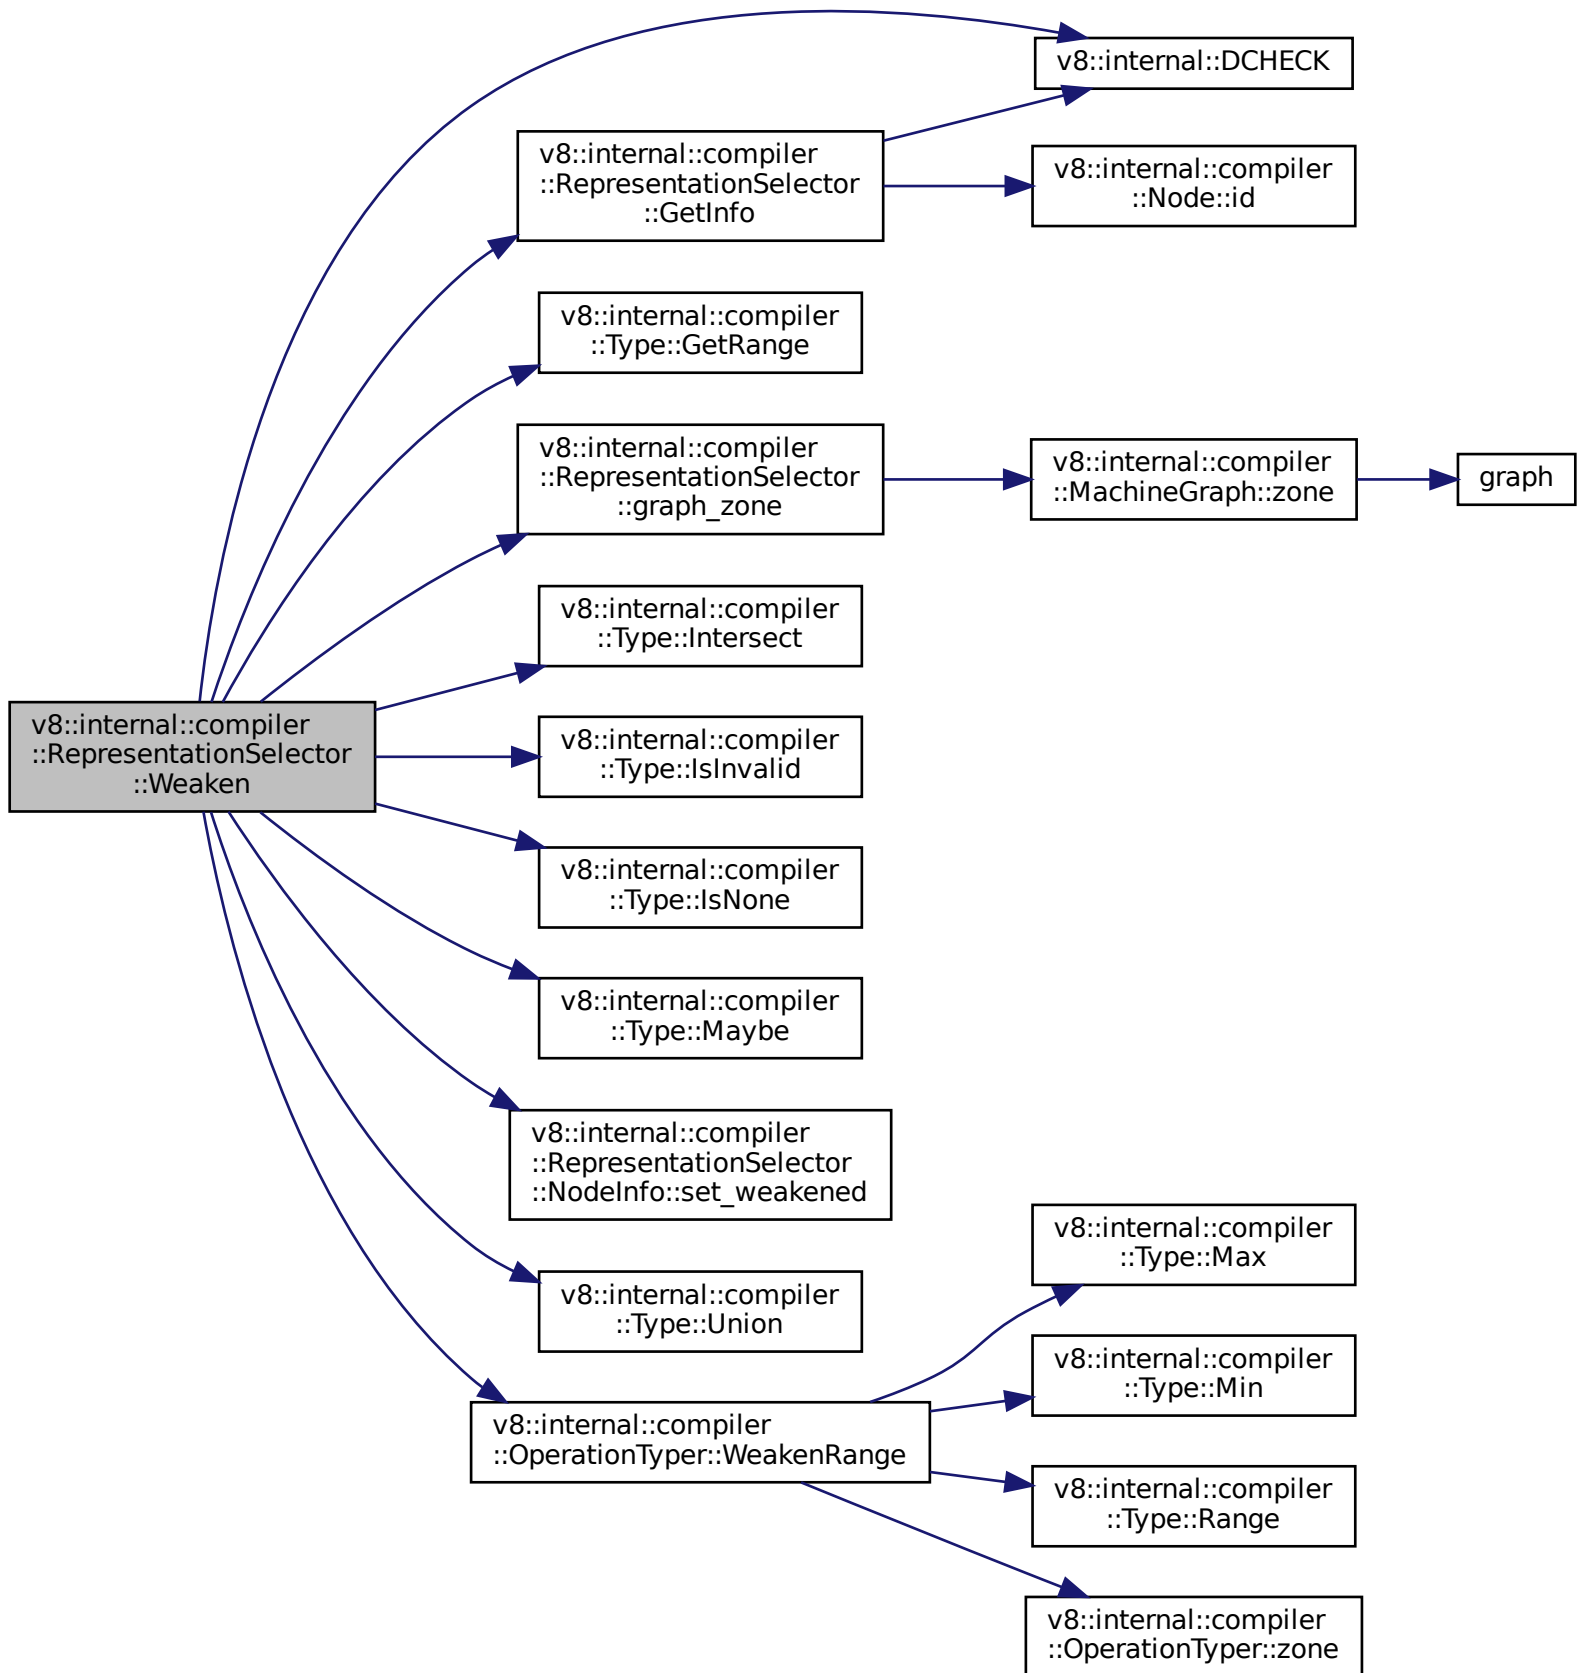 v8::internal::DCHECK
v8::internal::compiler
::RepresentationSelector
::GetInfo
v8::internal::compiler
::Node::id
v8::internal::compiler
::Type::GetRange
v8::internal::compiler
::RepresentationSelector
::graph_zone
v8::internal::compiler
::MachineGraph::zone
graph
v8::internal::compiler
::Type::Intersect
v8::internal::compiler
::RepresentationSelector
::Weaken
v8::internal::compiler
::Type::IsInvalid
v8::internal::compiler
::Type::IsNone
v8::internal::compiler
::Type::Maybe
v8::internal::compiler
::RepresentationSelector
::NodeInfo::set_weakened
v8::internal::compiler
::Type::Max
v8::internal::compiler
::Type::Union
v8::internal::compiler
::Type::Min
v8::internal::compiler
::OperationTyper::WeakenRange
v8::internal::compiler
::Type::Range
v8::internal::compiler
::OperationTyper::zone